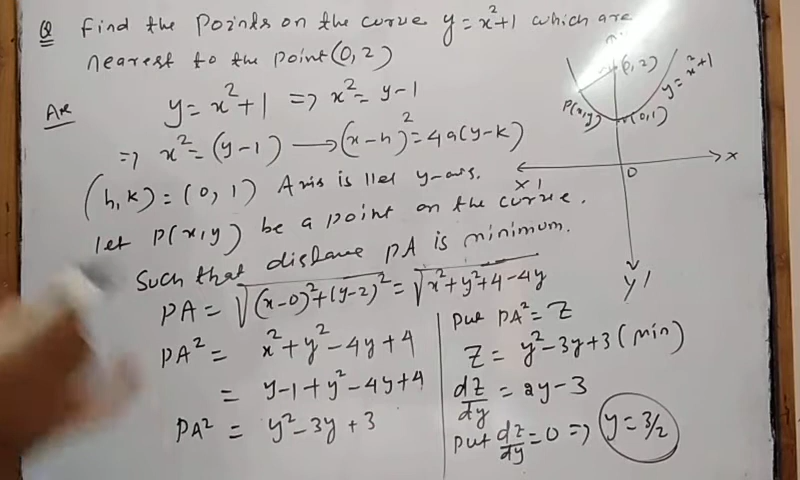 Q Find the points on the curve y = x²+1 which are
nearest to the point (0, 2)
Ans y = x² + 1 => x² = y - 1
=> x² = (y - 1) → (x-h)² = 4a(y-k)
(h, k) = (0, 1) Axis is llel y-axis.
let P(x, y) be a point on the curve.
Such that distance PA is minimum.
PA = √(x-0)²+(y-2)² = √x²+y²+4-4y
PA² = x² + y² - 4y + 4
= y - 1 + y² - 4y + 4
PA² = y² - 3y + 3
Put PA² = Z
Z = y² - 3y + 3 (min)
dZ/dy = 2y - 3
Put dz/dy = 0 => y = 3/2
(0, 2)
P(x, y)
(0, 1)
y = x² + 1
X
X'
O
Y'